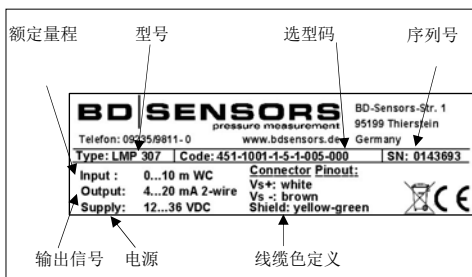 额定量程 型号 选型码 序列号
BD SENSORS
pressure measurement
BD-Sensors-Str. 1
95199 Thierstein
Telefon: 09235/9811-0 www.bdsensors.de Germany
Type: LMP 307 Code: 451-1001-1-5-1-005-000 SN: 0143693
Input : 0...10 m WC
Output: 4...20 mA 2-wire
Supply: 12...36 VDC
Connector Pinout:
Vs+: white
Vs -: brown
Shield: yellow-green
CE
输出信号 电源 线缆色定义